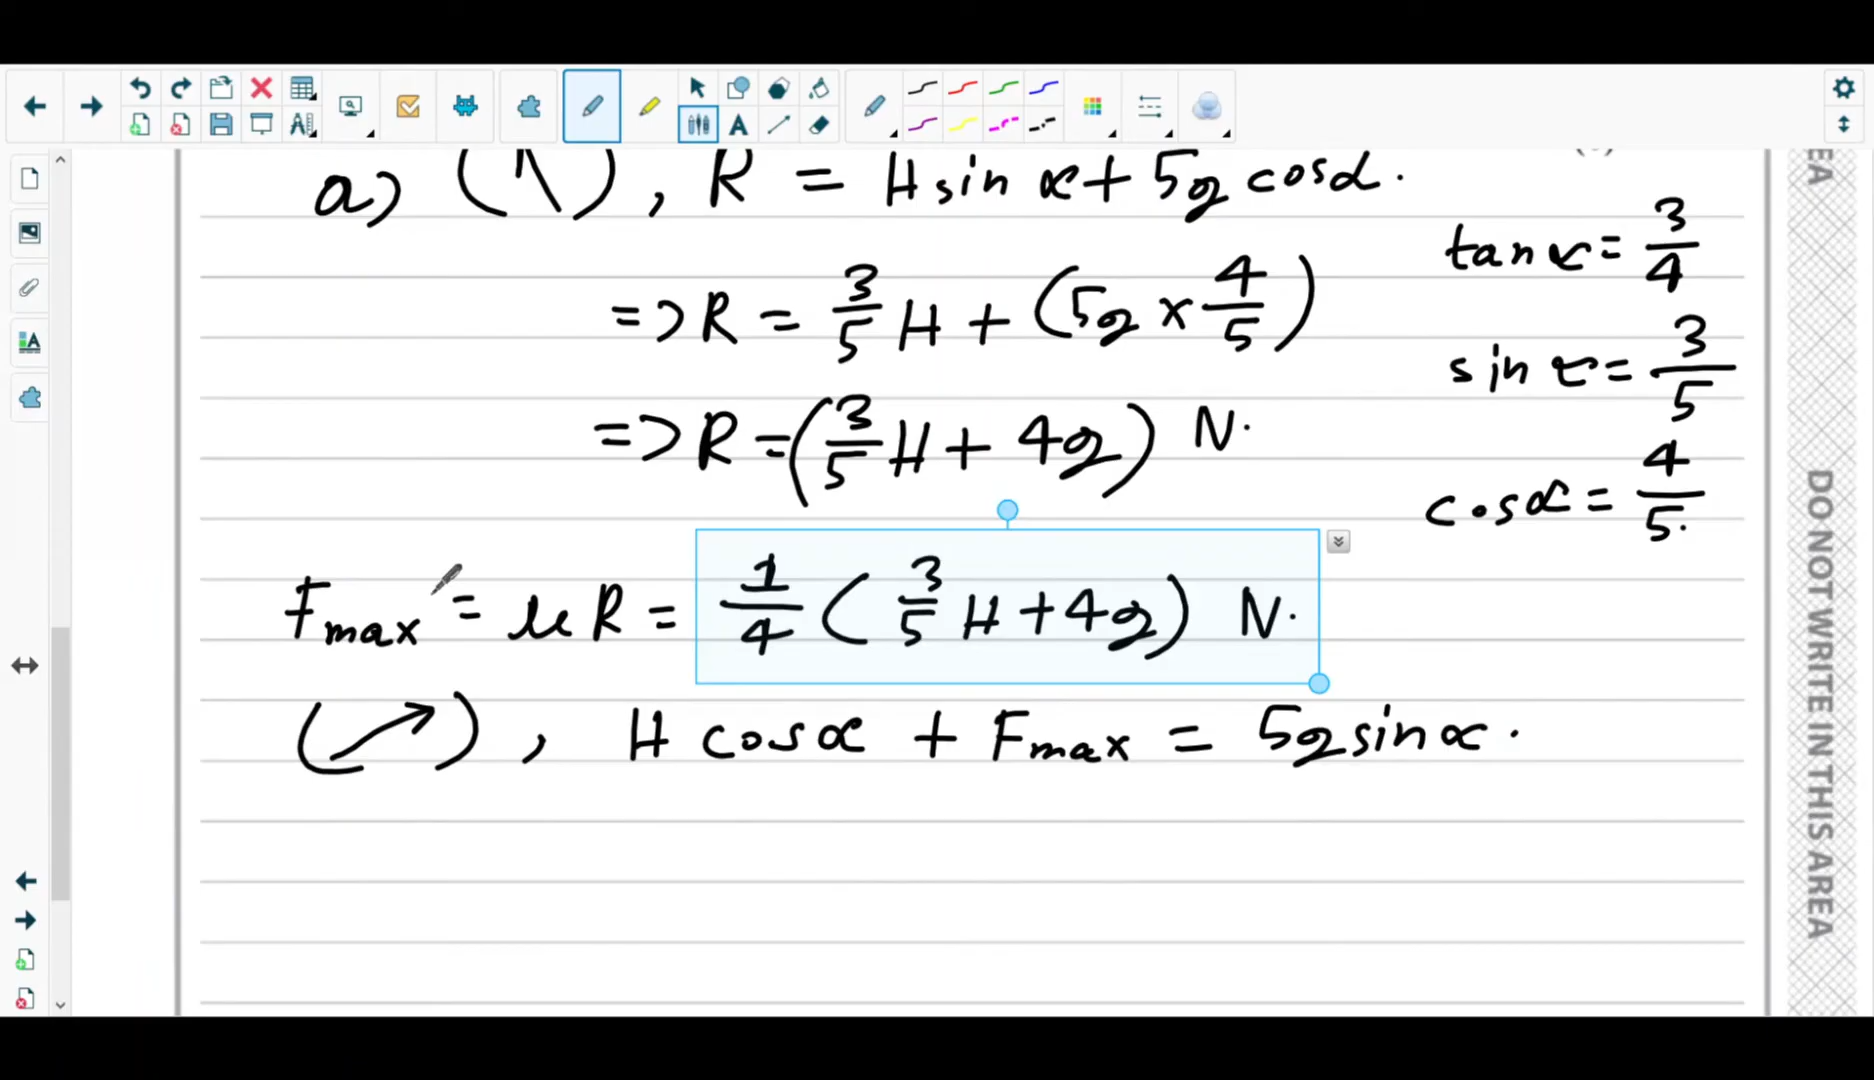 a) (↖), R = H sin α + 5g cos α.
tan α = 3/4
=> R = 3/5 H + (5g × 4/5)
sin α = 3/5
=> R = (3/5 H + 4g) N.
cos α = 4/5.
Fmax = μR = 1/4 (3/5 H + 4g) N.
(↗), H cos α + Fmax = 5g sin α.
EA
DO NOT WRITE IN THIS AREA